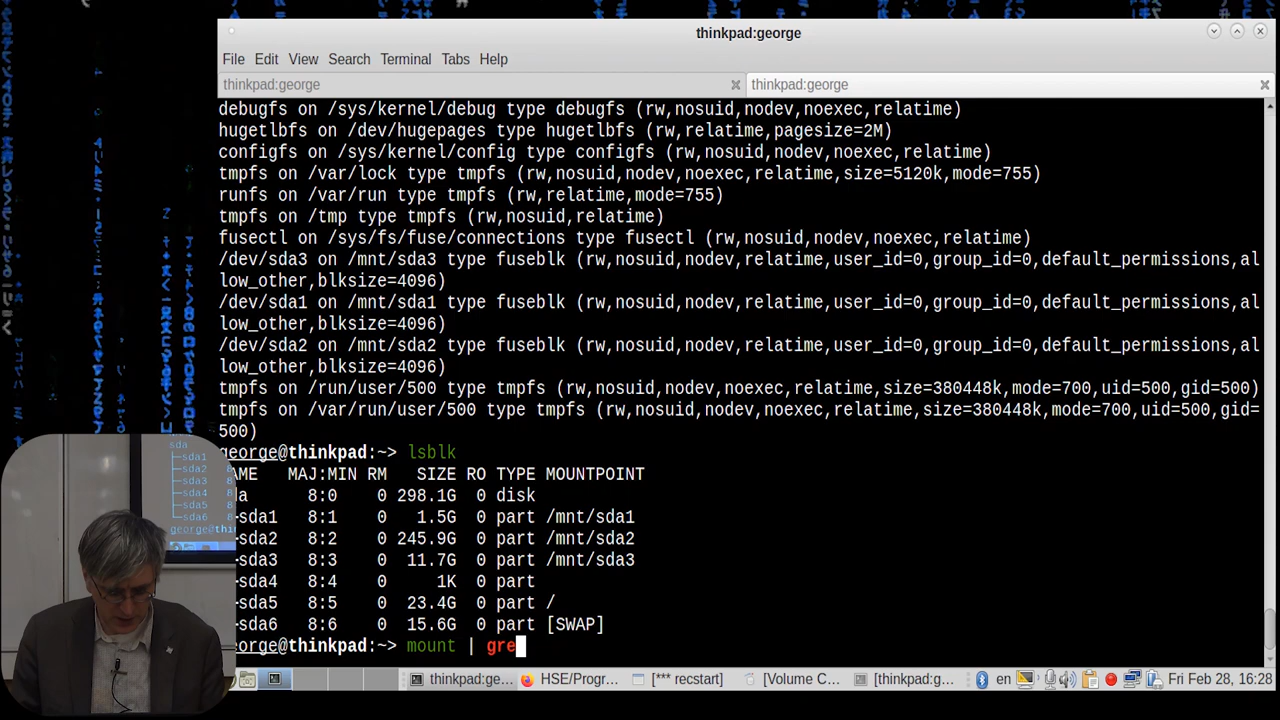 thinkpad:george
File Edit View Search Terminal Tabs Help
thinkpad:george thinkpad:george
debugfs on /sys/kernel/debug type debugfs (rw,nosuid,nodev,noexec,relatime)
hugetlbfs on /dev/hugepages type hugetlbfs (rw,relatime,pagesize=2M)
configfs on /sys/kernel/config type configfs (rw,nosuid,nodev,noexec,relatime)
tmpfs on /var/lock type tmpfs (rw,nosuid,nodev,noexec,relatime,size=5120k,mode=755)
runfs on /var/run type tmpfs (rw,relatime,mode=755)
tmpfs on /tmp type tmpfs (rw,nosuid,relatime)
fusectl on /sys/fs/fuse/connections type fusectl (rw,nosuid,nodev,noexec,relatime)
/dev/sda3 on /mnt/sda3 type fuseblk (rw,nosuid,nodev,relatime,user_id=0,group_id=0,default_permissions,al
low_other,blksize=4096)
/dev/sda1 on /mnt/sda1 type fuseblk (rw,nosuid,nodev,relatime,user_id=0,group_id=0,default_permissions,al
low_other,blksize=4096)
/dev/sda2 on /mnt/sda2 type fuseblk (rw,nosuid,nodev,relatime,user_id=0,group_id=0,default_permissions,al
low_other,blksize=4096)
tmpfs on /run/user/500 type tmpfs (rw,nosuid,nodev,noexec,relatime,size=380448k,mode=700,uid=500,gid=500)
tmpfs on /var/run/user/500 type tmpfs (rw,nosuid,nodev,noexec,relatime,size=380448k,mode=700,uid=500,gid=
500)
george@thinkpad:~> lsblk
AME MAJ:MIN RM SIZE RO TYPE MOUNTPOINT
da 8:0 0 298.1G 0 disk
sda1 8:1 0 1.5G 0 part /mnt/sda1
sda2 8:2 0 245.9G 0 part /mnt/sda2
sda3 8:3 0 11.7G 0 part /mnt/sda3
sda4 8:4 0 1K 0 part
sda5 8:5 0 23.4G 0 part /
sda6 8:6 0 15.6G 0 part [SWAP]
eorge@thinkpad:~> mount | gre
sda
sda1
sda2
sda3
sda4
sda5
sda6
george@thi
thinkpad:ge... HSE/Progr... [*** recstart] [Volume C... [thinkpad:g... en Fri Feb 28, 16:28